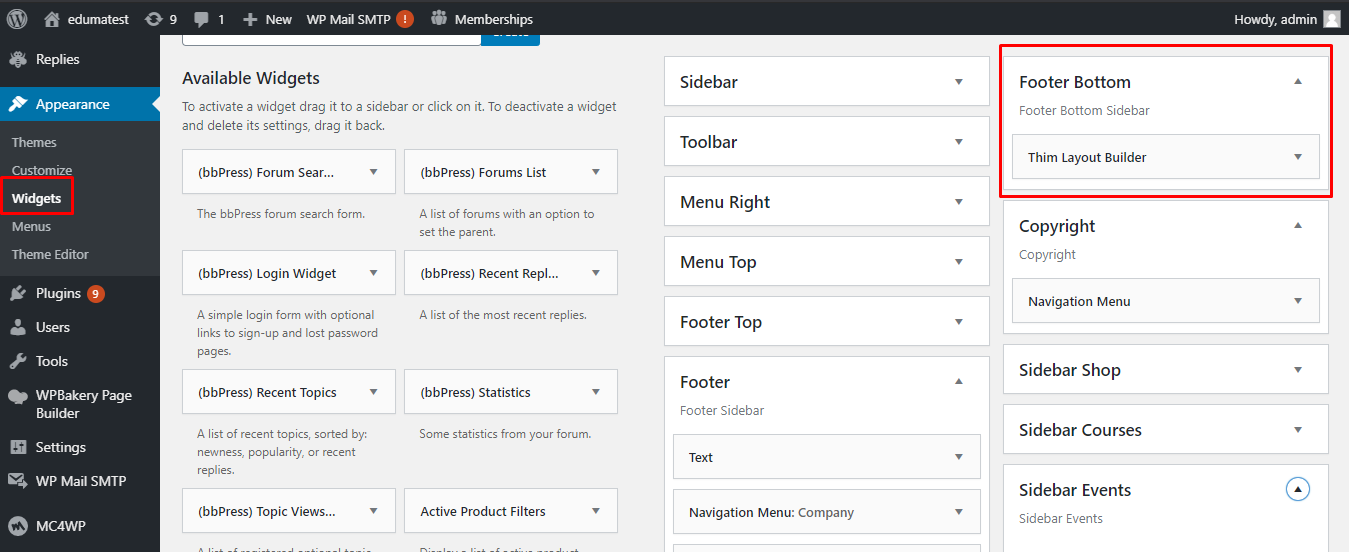 edumatest
9
1
New
WP Mail SMTP !
Memberships
Howdy, admin
Replies
Appearance
Themes
Customize
Widgets
Menus
Theme Editor
Plugins 9
Users
Tools
WPBakery Page
Builder
Settings
WP Mail SMTP
MC4WP
Available Widgets
To activate a widget drag it to a sidebar or click on it. To deactivate a widget
and delete its settings, drag it back.
(bbPress) Forum Sear...
The bbPress forum search form.
(bbPress) Forums List
A list of forums with an option to
set the parent.
(bbPress) Login Widget
A simple login form with optional
links to sign-up and lost password
pages.
(bbPress) Recent Repl...
A list of the most recent replies.
(bbPress) Recent Topics
A list of recent topics, sorted by:
newness, popularity, or recent
replies.
(bbPress) Statistics
Some statistics from your forum.
(bbPress) Topic Views...
Active Product Filters
Sidebar
Toolbar
Menu Right
Menu Top
Footer Top
Footer
Footer Sidebar
Text
Navigation Menu: Company
Footer Bottom
Footer Bottom Sidebar
Thim Layout Builder
Copyright
Copyright
Navigation Menu
Sidebar Shop
Sidebar Courses
Sidebar Events
Sidebar Events